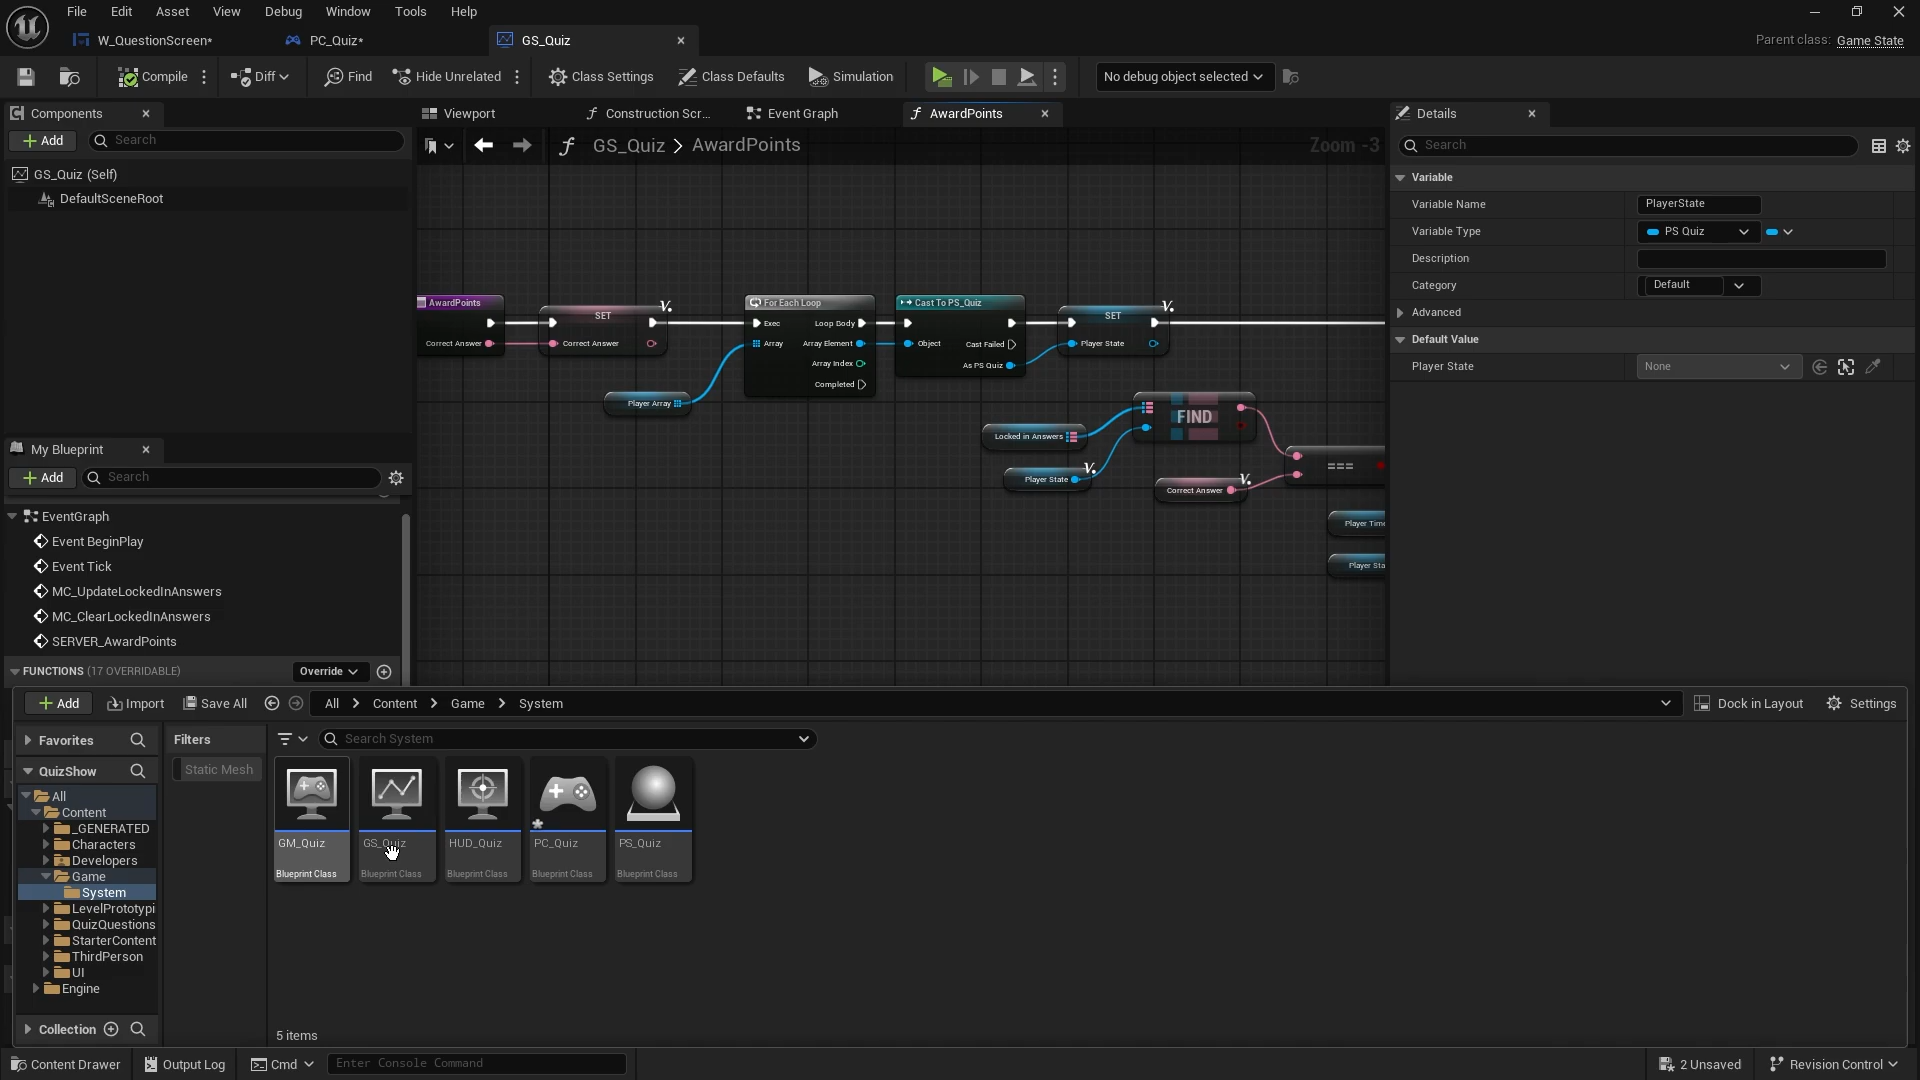 File Edit Asset View Debug Window Tools Help
W_QuestionScreen* PC_Quiz* GS_Quiz
Parent class: Game State
Compile Diff Find Hide Unrelated Class Settings Class Defaults Simulation No debug object selected
Components
Add Search
GS_Quiz (Self)
DefaultSceneRoot
My Blueprint
Add Search
EventGraph
Event BeginPlay
Event Tick
MC_UpdateLockedInAnswers
MC_ClearLockedInAnswers
SERVER_AwardPoints
FUNCTIONS (17 OVERRIDABLE) Override
Viewport Construction Scr... Event Graph AwardPoints
GS_Quiz > AwardPoints Zoom -3
AwardPoints
Correct Answer
SET
Correct Answer
Player Array
For Each Loop
Exec Loop Body
Array Array Element
Array Index
Completed
Cast To PS_Quiz
Object Cast Failed
As PS Quiz
SET
Player State
Locked in Answers
Player State
FIND
Correct Answer
===
Player Time
Player Sta
Details
Search
Variable
Variable Name PlayerState
Variable Type PS Quiz
Description
Category Default
Advanced
Default Value
Player State None
Add Import Save All All > Content > Game > System Dock in Layout Settings
Favorites
QuizShow
All
Content
_GENERATED
Characters
Developers
Game
System
LevelPrototypi
QuizQuestions
StarterContent
ThirdPerson
UI
Engine
Collection
Filters
Static Mesh
Search System
GM_Quiz
Blueprint Class
GS_Quiz
Blueprint Class
HUD_Quiz
Blueprint Class
PC_Quiz
Blueprint Class
PS_Quiz
Blueprint Class
5 items
Content Drawer Output Log Cmd Enter Console Command 2 Unsaved Revision Control